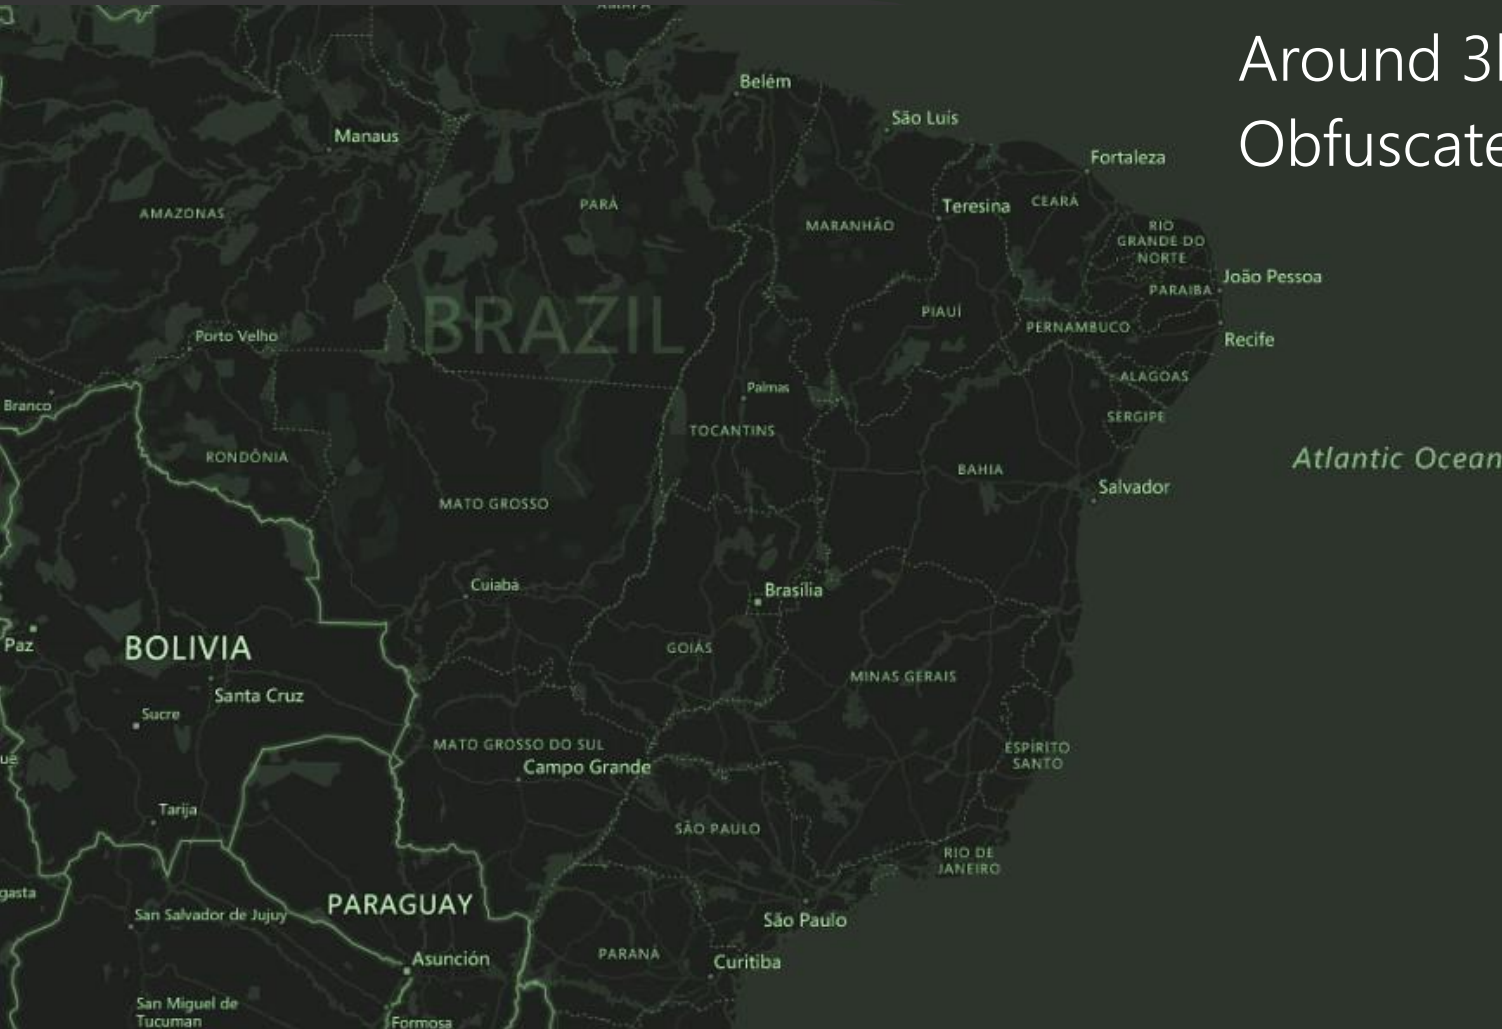 Around 3
Obfuscate
AMAPÁ
Belém
São Luís
Manaus
Fortaleza
PARÁ
CEARÁ
Teresina
AMAZONAS
MARANHÃO
RIO
GRANDE DO
NORTE
João Pessoa
PARAIBA
PIAUÍ
PERNAMBUCO
BRAZIL
Porto Velho
Recife
ALAGOAS
Palmas
Branco
SERGIPE
TOCANTINS
RONDÔNIA
Atlantic Ocean
BAHIA
Salvador
MATO GROSSO
Cuiabá
Brasília
Paz
BOLIVIA
GOIÁS
MINAS GERAIS
Santa Cruz
Sucre
MATO GROSSO DO SUL
ESPÍRITO
SANTO
Campo Grande
ue
Tarija
SÃO PAULO
RIO DE
JANEIRO
gasta
PARAGUAY
San Salvador de Jujuy
São Paulo
PARANÁ
Asunción
Curitiba
San Miguel de
Tucuman
Formosa